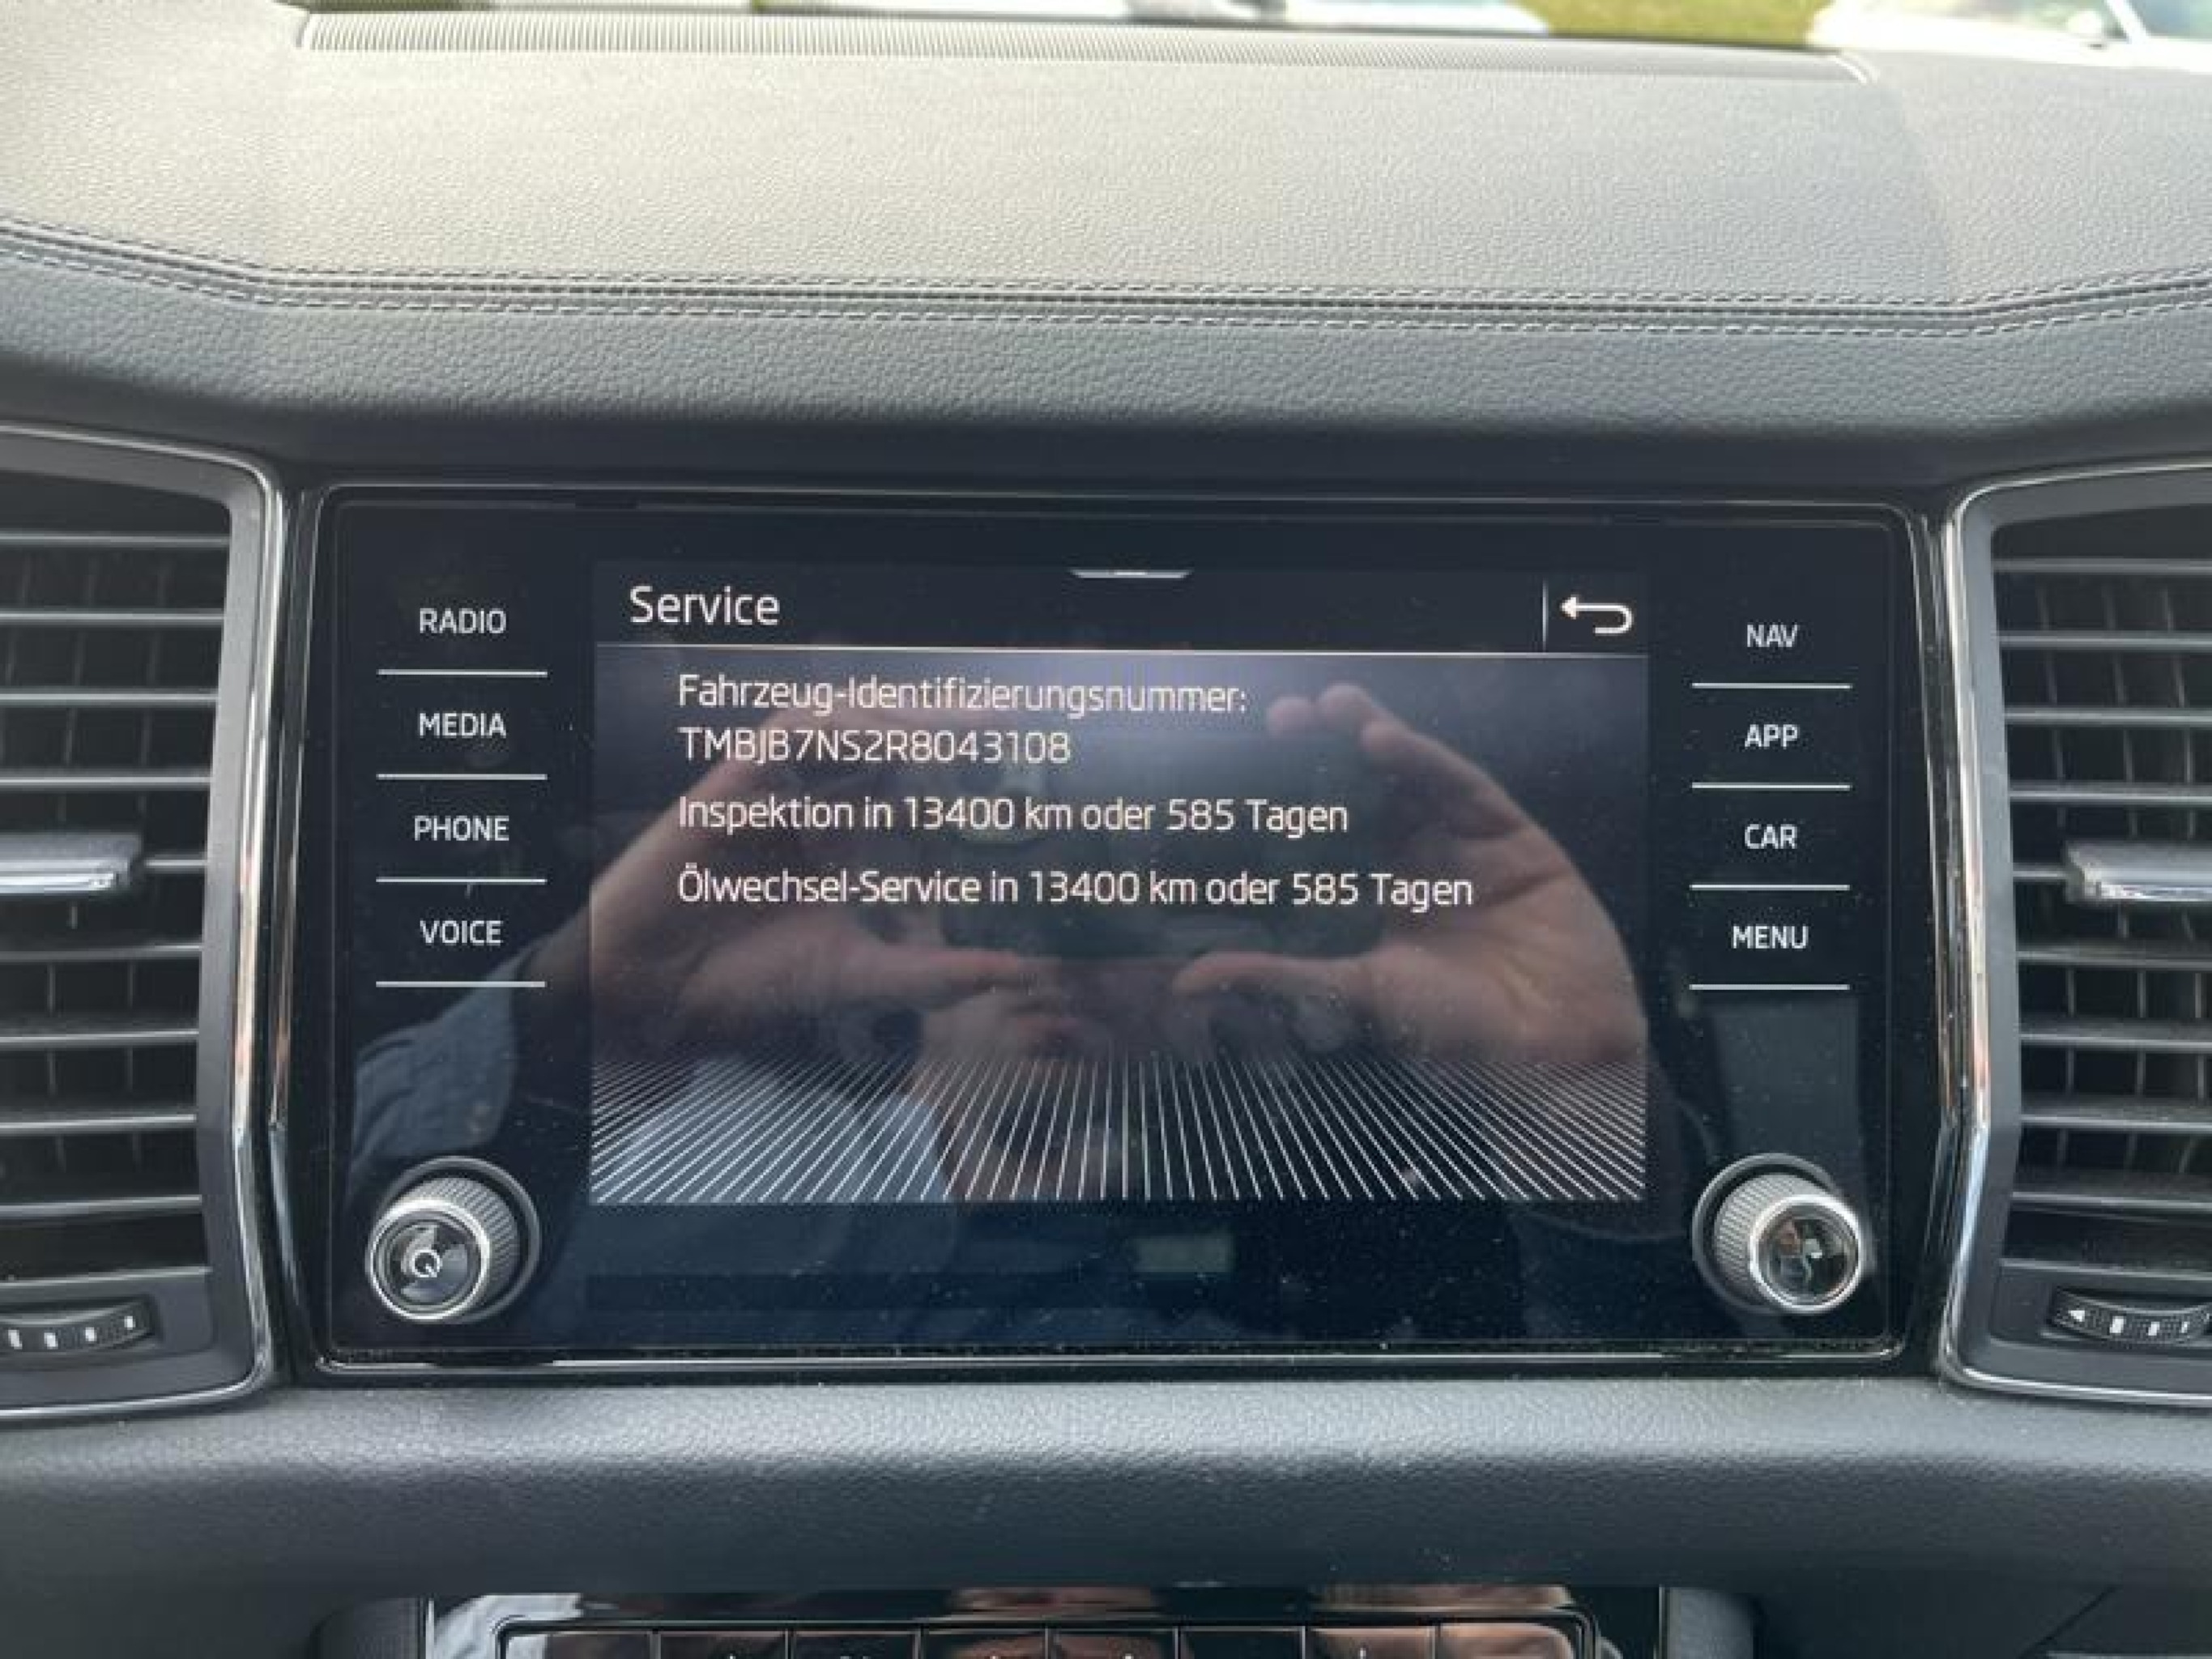 Service
RADIO
MEDIA
PHONE
VOICE
Fahrzeug-Identifizierungsnummer:
TMBJB7NS2R8043108
Inspektion in 13400 km oder 585 Tagen
Ölwechsel-Service in 13400 km oder 585 Tagen
NAV
APP
CAR
MENU